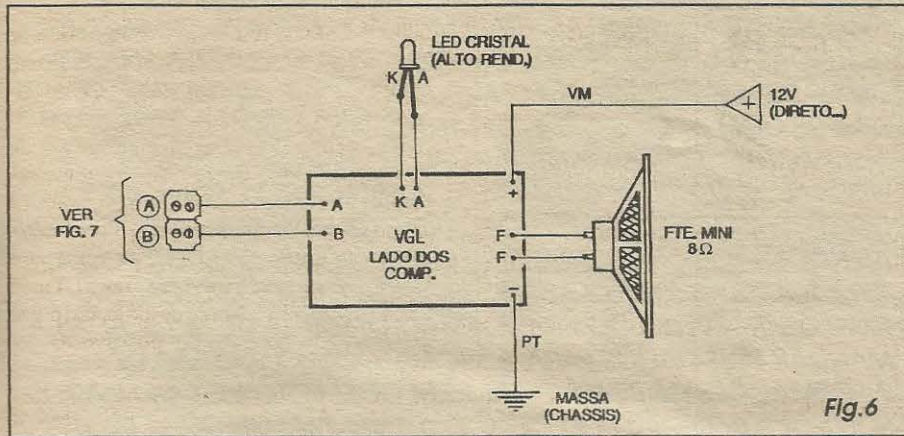 LED CRISTAL
(ALTO REND.)
K A
VM
12V
(DIRETO...)
+
VER
FIG. 7
A
B
A
B
K A
VGL
LADO DOS
COMP.
+
F
F
−
FTE. MINI
8Ω
PT
MASSA
(CHASSIS)
Fig.6